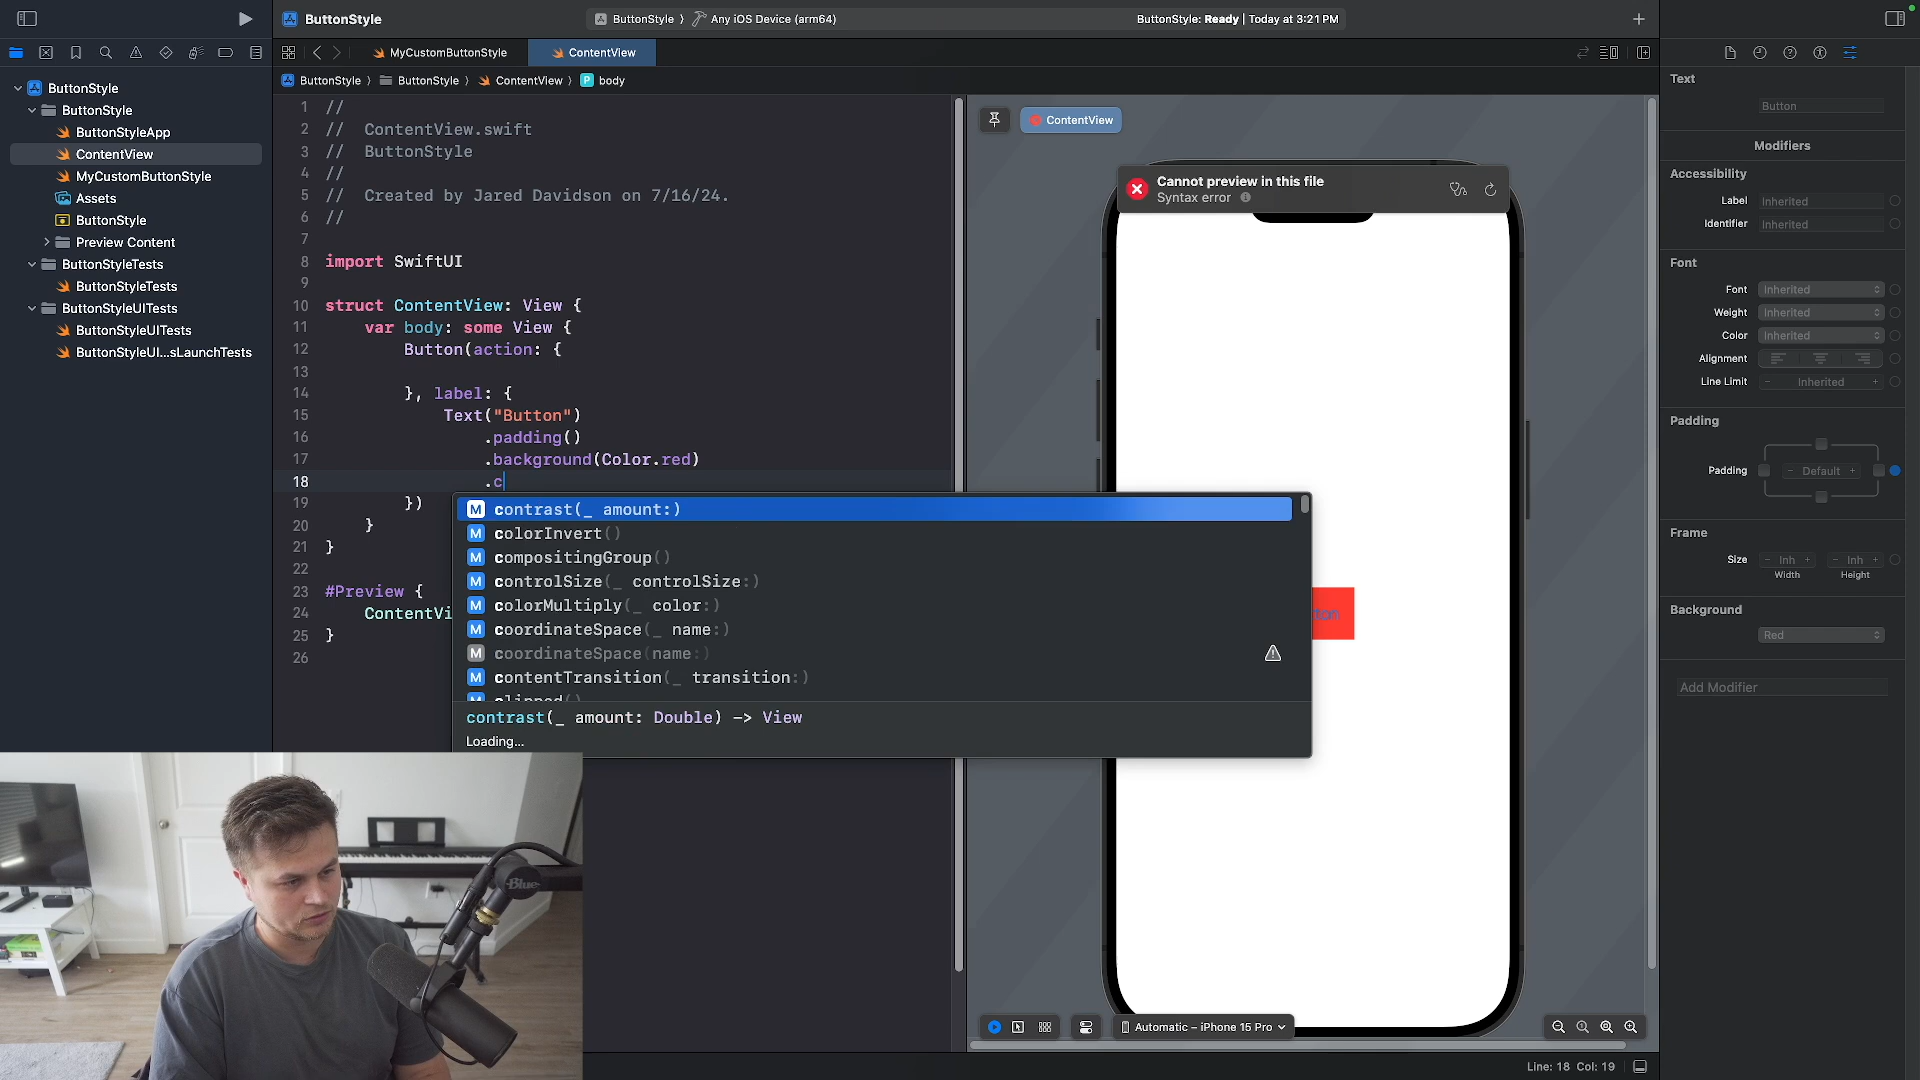 ButtonStyle
ButtonStyle
Any iOS Device (arm64)
ButtonStyle: Ready | Today at 3:21 PM
MyCustomButtonStyle
ContentView
ButtonStyle
ButtonStyle
ContentView
P body
ButtonStyle
ButtonStyle
ButtonStyleApp
ContentView
MyCustomButtonStyle
Assets
ButtonStyle
Preview Content
ButtonStyleTests
ButtonStyleTests
ButtonStyleUITests
ButtonStyleUITests
ButtonStyleUI...sLaunchTests
1 //
2 // ContentView.swift
3 // ButtonStyle
4 //
5 // Created by Jared Davidson on 7/16/24.
6 //
7
8 import SwiftUI
9
10 struct ContentView: View {
11 var body: some View {
12 Button(action: {
13
14 }, label: {
15 Text("Button")
16 .padding()
17 .background(Color.red)
18 .c
19 })
20 }
21 }
22
23 #Preview {
24 ContentVi
25 }
26
M contrast(_ amount:)
M colorInvert()
M compositingGroup()
M controlSize(_ controlSize:)
M colorMultiply(_ color:)
M coordinateSpace(_ name:)
M coordinateSpace(name:)
M contentTransition(_ transition:)
contrast(_ amount: Double) -> View
Loading...
ContentView
Cannot preview in this file
Syntax error
Automatic – iPhone 15 Pro
Line: 18 Col: 19
Text
Button
Modifiers
Accessibility
Label Inherited
Identifier Inherited
Font
Font Inherited
Weight Inherited
Color Inherited
Alignment
Line Limit − Inherited +
Padding
Padding − Default +
Frame
Size − Inh + − Inh +
Width Height
Background
Red
Add Modifier
Blue